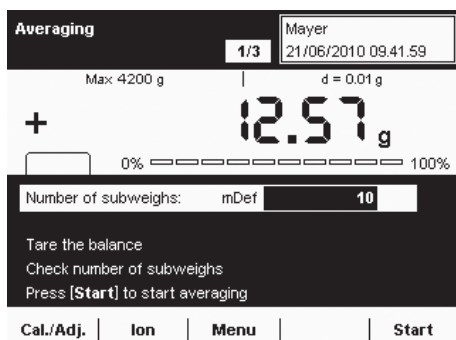 Averaging
1/3
Mayer
21/06/2010 09.41.59
Max 4200 g d = 0.01 g
+ 12.57 g
0% 100%
Number of subweighs: mDef 10
Tare the balance
Check number of subweighs
Press [Start] to start averaging
Cal./Adj. Ion Menu Start